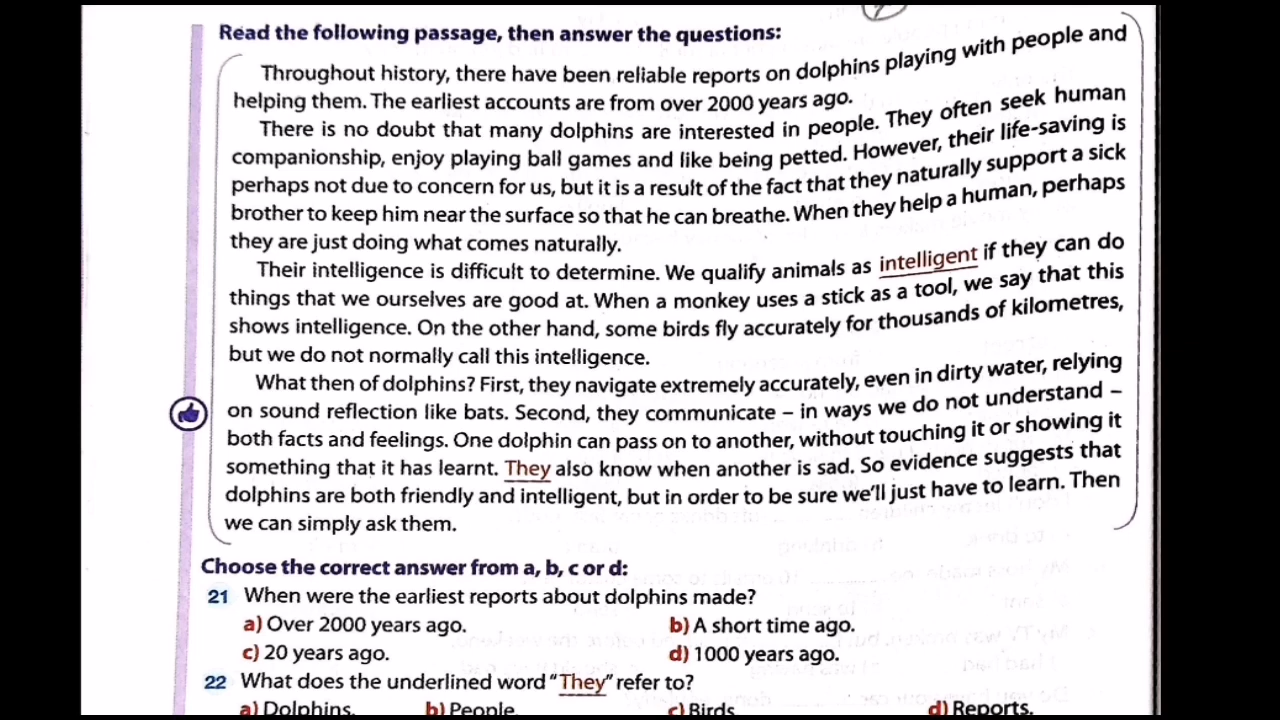 Read the following passage, then answer the questions:
Throughout history, there have been reliable reports on dolphins playing with people and
helping them. The earliest accounts are from over 2000 years ago.
There is no doubt that many dolphins are interested in people. They often seek human
companionship, enjoy playing ball games and like being petted. However, their life-saving is
perhaps not due to concern for us, but it is a result of the fact that they naturally support a sick
brother to keep him near the surface so that he can breathe. When they help a human, perhaps
they are just doing what comes naturally.
Their intelligence is difficult to determine. We qualify animals as intelligent if they can do
things that we ourselves are good at. When a monkey uses a stick as a tool, we say that this
shows intelligence. On the other hand, some birds fly accurately for thousands of kilometres,
but we do not normally call this intelligence.
What then of dolphins? First, they navigate extremely accurately, even in dirty water, relying
on sound reflection like bats. Second, they communicate – in ways we do not understand –
both facts and feelings. One dolphin can pass on to another, without touching it or showing it
something that it has learnt. They also know when another is sad. So evidence suggests that
dolphins are both friendly and intelligent, but in order to be sure we'll just have to learn. Then
we can simply ask them.
Choose the correct answer from a, b, c or d:
21 When were the earliest reports about dolphins made?
a) Over 2000 years ago. b) A short time ago.
c) 20 years ago. d) 1000 years ago.
22 What does the underlined word "They" refer to?
a) Dolphins. b) People. c) Birds. d) Reports.